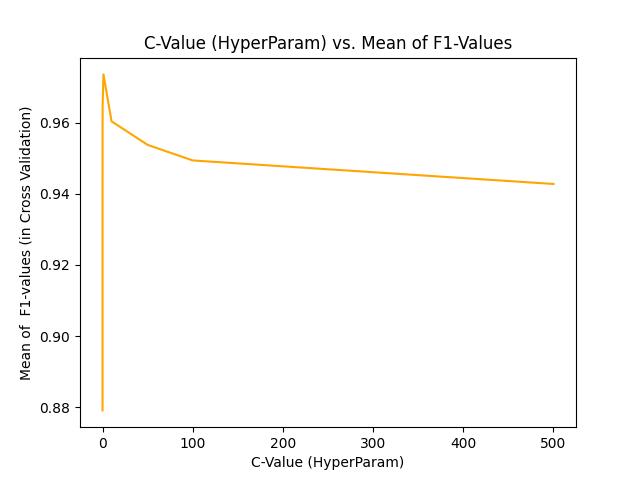 C-Value (HyperParam) vs. Mean of F1-Values
Mean of  F1-values (in Cross Validation)
0.96
0.94
0.92
0.90
0.88
0 100 200 300 400 500
C-Value (HyperParam)